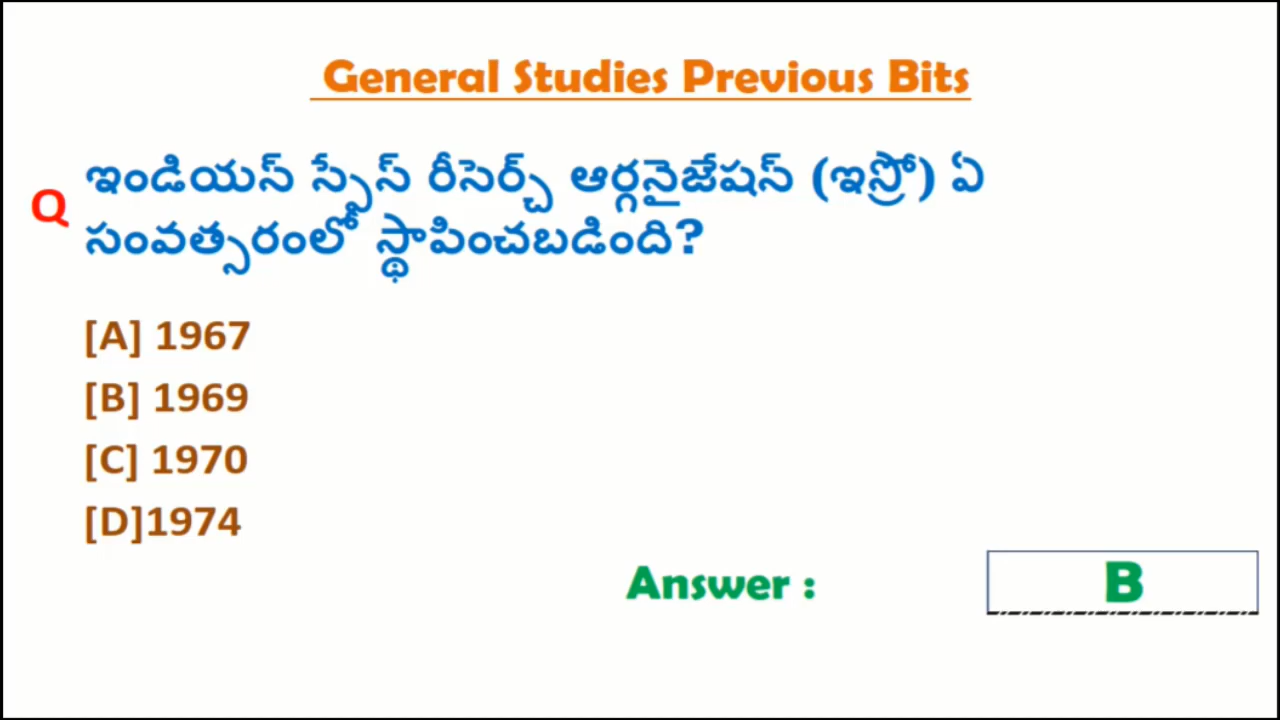 General Studies Previous Bits
Q
ఇండియన్ స్పేస్ రీసెర్చ్ ఆర్గనైజేషన్ (ఇస్రో) ఏ
సంవత్సరంలో స్థాపించబడింది?
[A] 1967
[B] 1969
[C] 1970
[D]1974
Answer : B